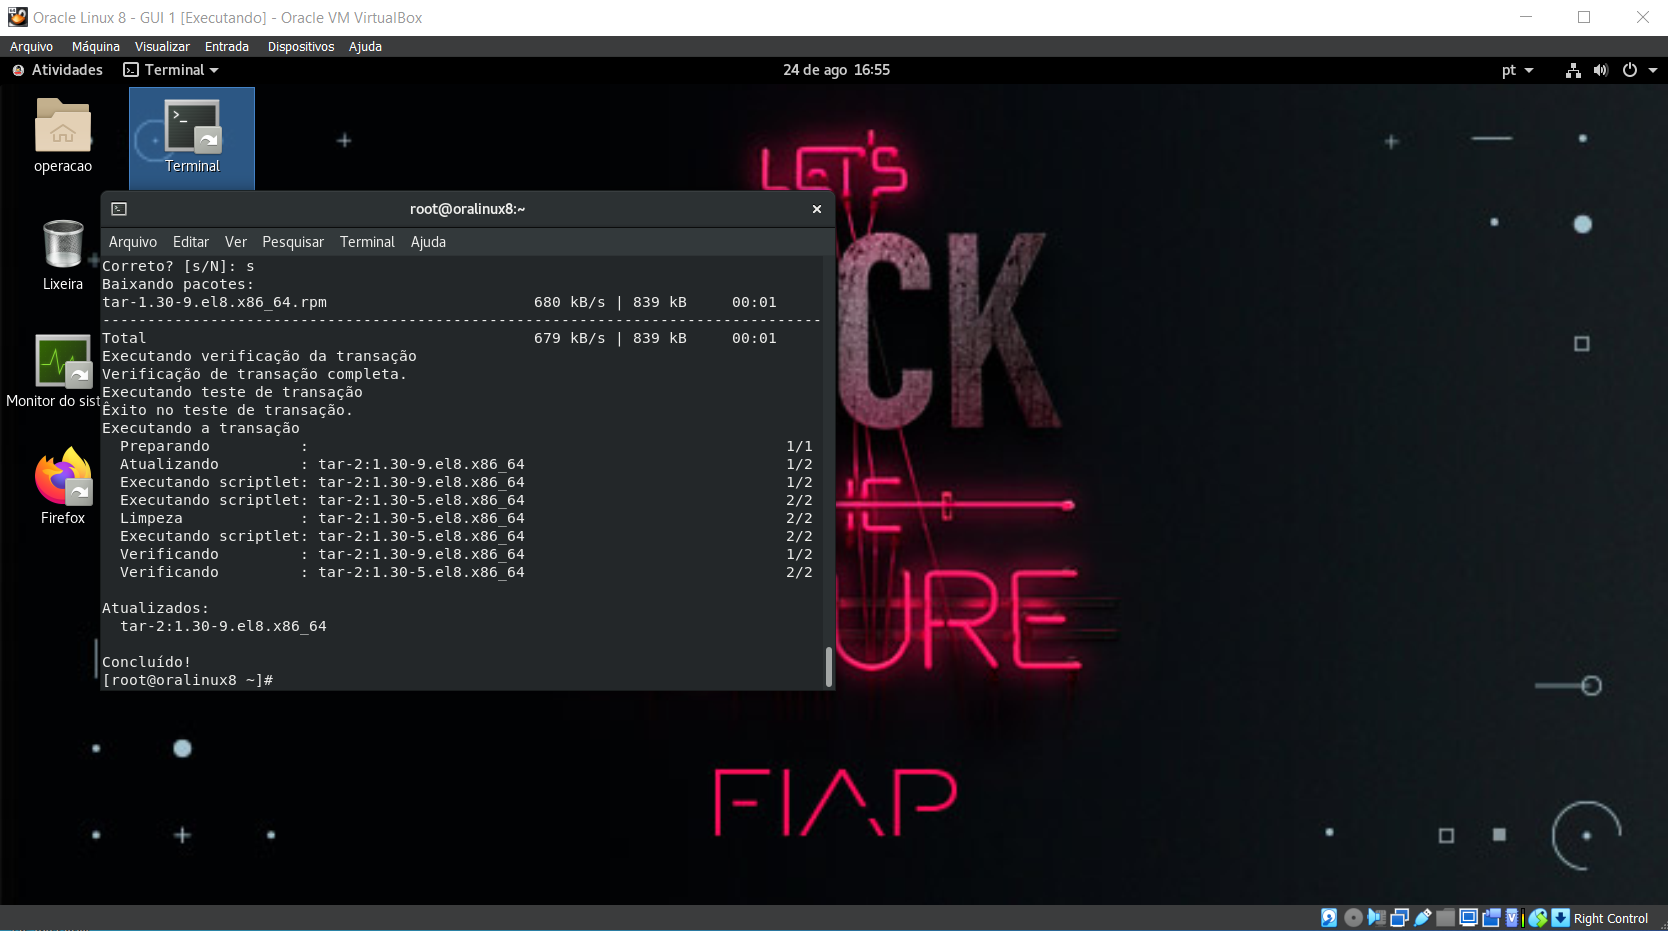 Oracle Linux 8 - GUI 1 [Executando] - Oracle VM VirtualBox
Arquivo Máquina Visualizar Entrada Dispositivos Ajuda
Atividades Terminal 24 de ago 16:55 pt
operacao
Terminal
Lixeira
Monitor do sist
Firefox
LET'S
CK
URE
FIAP
root@oralinux8:~
Arquivo Editar Ver Pesquisar Terminal Ajuda
Correto? [s/N]: s
Baixando pacotes:
tar-1.30-9.el8.x86_64.rpm 680 kB/s | 839 kB 00:01
--------------------------------------------------------------------------------
Total 679 kB/s | 839 kB 00:01
Executando verificação da transação
Verificação de transação completa.
Executando teste de transação
Êxito no teste de transação.
Executando a transação
Preparando : 1/1
Atualizando : tar-2:1.30-9.el8.x86_64 1/2
Executando scriptlet: tar-2:1.30-9.el8.x86_64 1/2
Executando scriptlet: tar-2:1.30-5.el8.x86_64 2/2
Limpeza : tar-2:1.30-5.el8.x86_64 2/2
Executando scriptlet: tar-2:1.30-5.el8.x86_64 2/2
Verificando : tar-2:1.30-9.el8.x86_64 1/2
Verificando : tar-2:1.30-5.el8.x86_64 2/2
Atualizados:
tar-2:1.30-9.el8.x86_64
Concluído!
[root@oralinux8 ~]#
Right Control